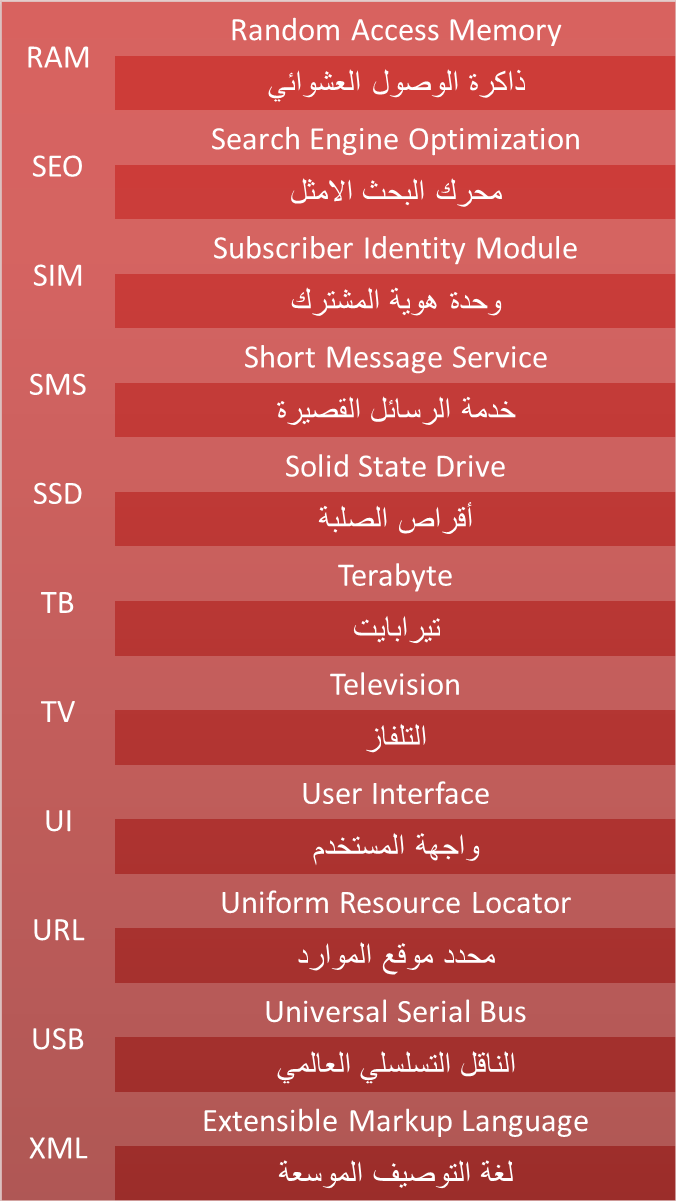 RAM
Random Access Memory
ذاكرة الوصول العشوائي
SEO
Search Engine Optimization
محرك البحث الامثل
SIM
Subscriber Identity Module
وحدة هوية المشترك
SMS
Short Message Service
خدمة الرسائل القصيرة
SSD
Solid State Drive
أقراص الصلبة
TB
Terabyte
تيرابايت
TV
Television
التلفاز
UI
User Interface
واجهة المستخدم
URL
Uniform Resource Locator
محدد موقع الموارد
USB
Universal Serial Bus
الناقل التسلسلي العالمي
XML
Extensible Markup Language
لغة التوصيف الموسعة